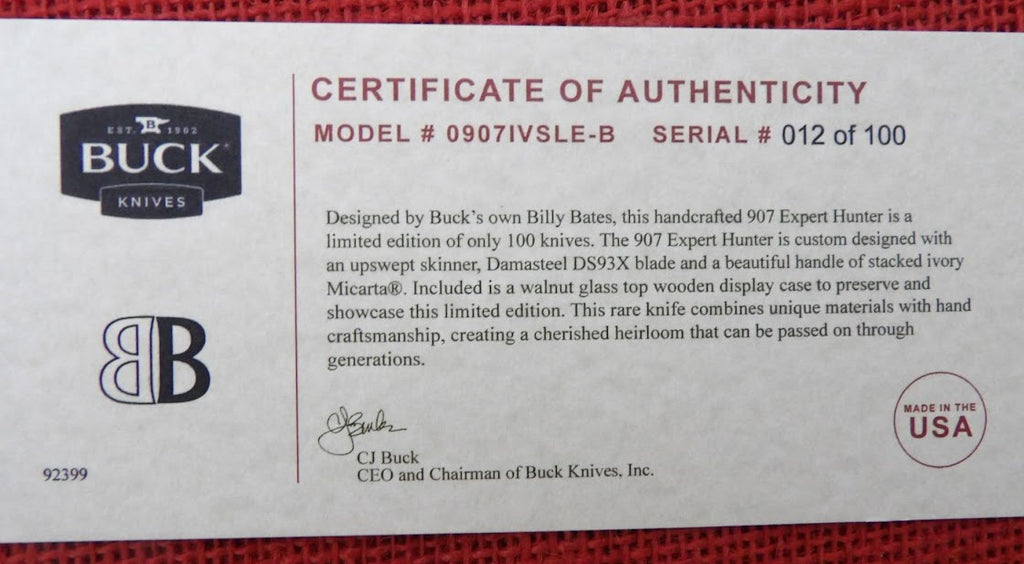 CERTIFICATE OF AUTHENTICITY
MODEL # 0907IVSLE-B SERIAL # 012 of 100
EST. B 1902
BUCK
KNIVES
Designed by Buck's own Billy Bates, this handcrafted 907 Expert Hunter is a
limited edition of only 100 knives. The 907 Expert Hunter is custom designed with
an upswept skinner, Damasteel DS93X blade and a beautiful handle of stacked ivory
Micarta®. Included is a walnut glass top wooden display case to preserve and
showcase this limited edition. This rare knife combines unique materials with hand
craftsmanship, creating a cherished heirloom that can be passed on through
generations.
BB
CJ Buck
CJ Buck
CEO and Chairman of Buck Knives, Inc.
MADE IN THE
USA
92399